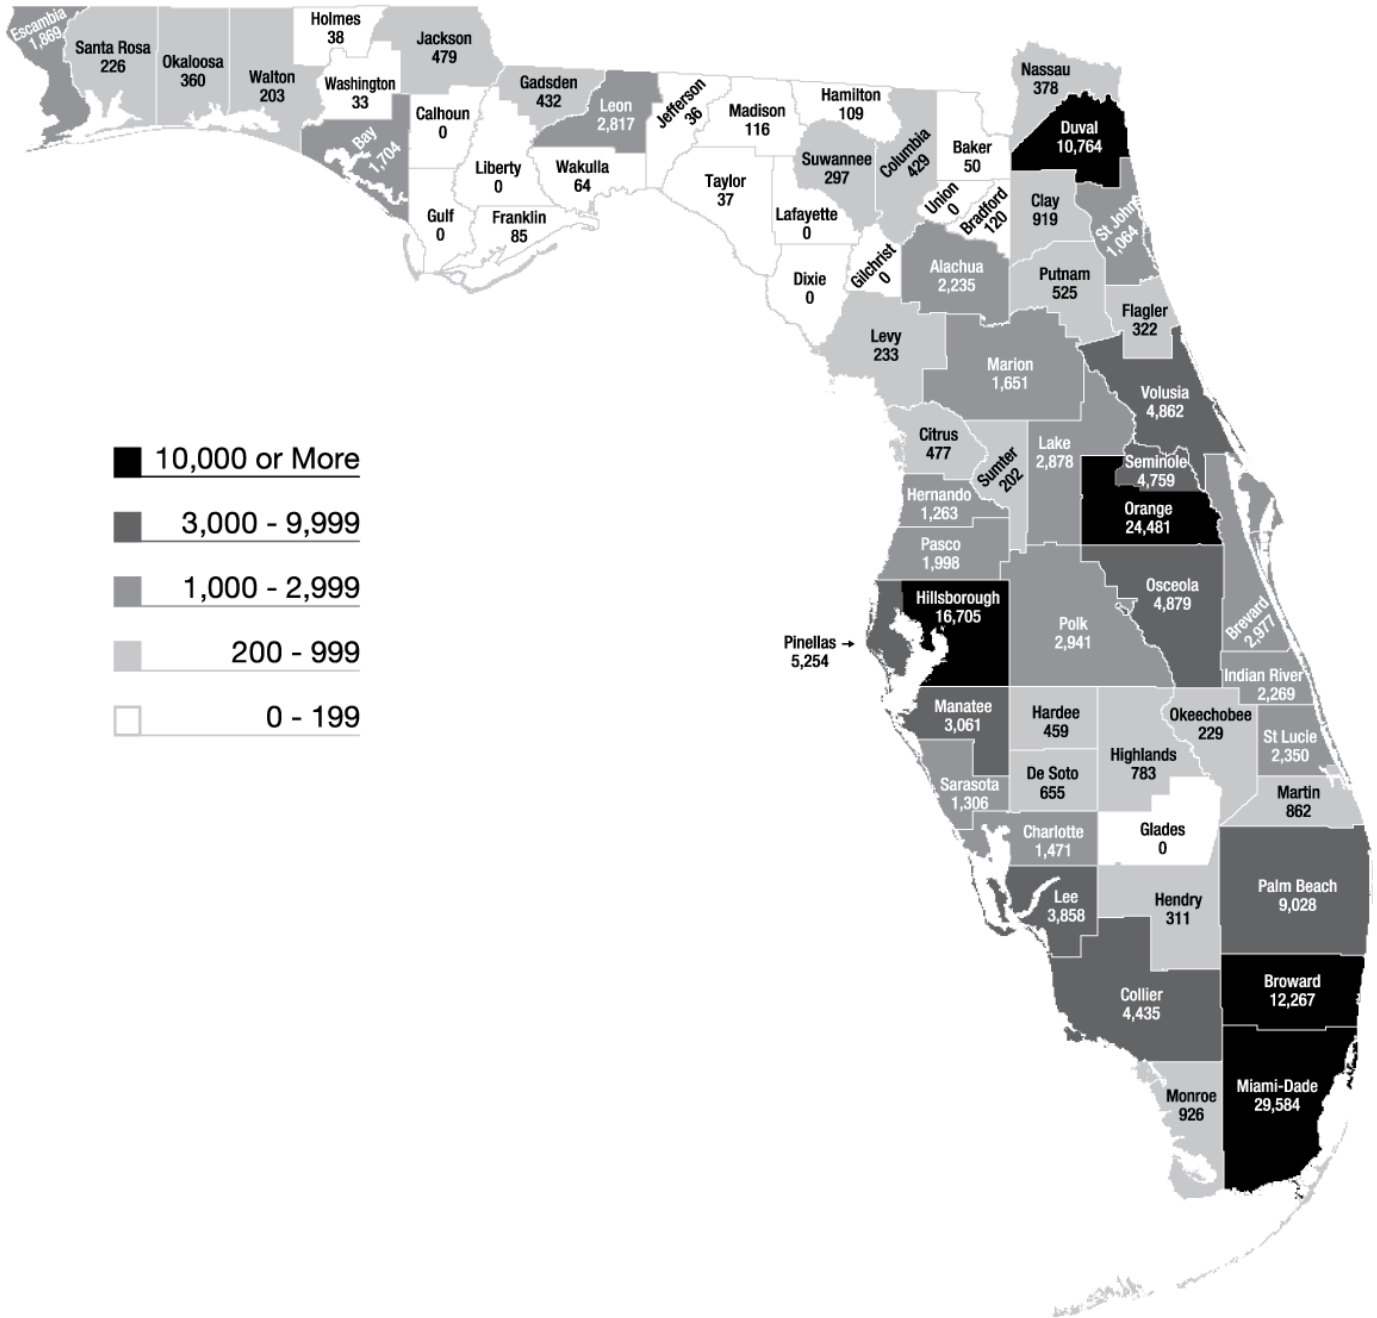 Escambia
1,869
Santa Rosa
226
Okaloosa
360
Walton
203
Holmes
38
Washington
33
Jackson
479
Bay
1,704
Calhoun
0
Gulf
0
Liberty
0
Franklin
85
Gadsden
432
Leon
2,817
Wakulla
64
Jefferson
36
Madison
116
Taylor
37
Hamilton
109
Suwannee
297
Lafayette
0
Dixie
0
Columbia
429
Gilchrist
0
Baker
50
Union
0
Bradford
120
Nassau
378
Duval
10,764
Clay
919
St Johns
1,064
Alachua
2,235
Putnam
525
Flagler
322
Levy
233
Marion
1,651
Volusia
4,862
Citrus
477
Sumter
202
Lake
2,878
Seminole
4,759
Orange
24,481
Hernando
1,263
Pasco
1,998
Hillsborough
16,705
Pinellas
5,254
Polk
2,941
Osceola
4,879
Brevard
2,977
Indian River
2,269
Manatee
3,061
Hardee
459
Highlands
783
Okeechobee
229
St Lucie
2,350
Sarasota
1,306
De Soto
655
Martin
862
Charlotte
1,471
Glades
0
Lee
3,858
Hendry
311
Palm Beach
9,028
Collier
4,435
Broward
12,267
Monroe
926
Miami-Dade
29,584
10,000 or More
3,000 - 9,999
1,000 - 2,999
200 - 999
0 - 199